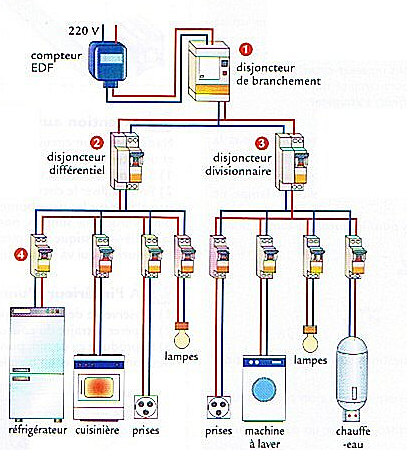 220 V
compteur
EDF
1
disjoncteur
de branchement
2
disjoncteur
différentiel
3
disjoncteur
divisionnaire
4
lampes
lampes
réfrigérateur
cuisinière
prises
prises
machine
à laver
chauffe
-eau